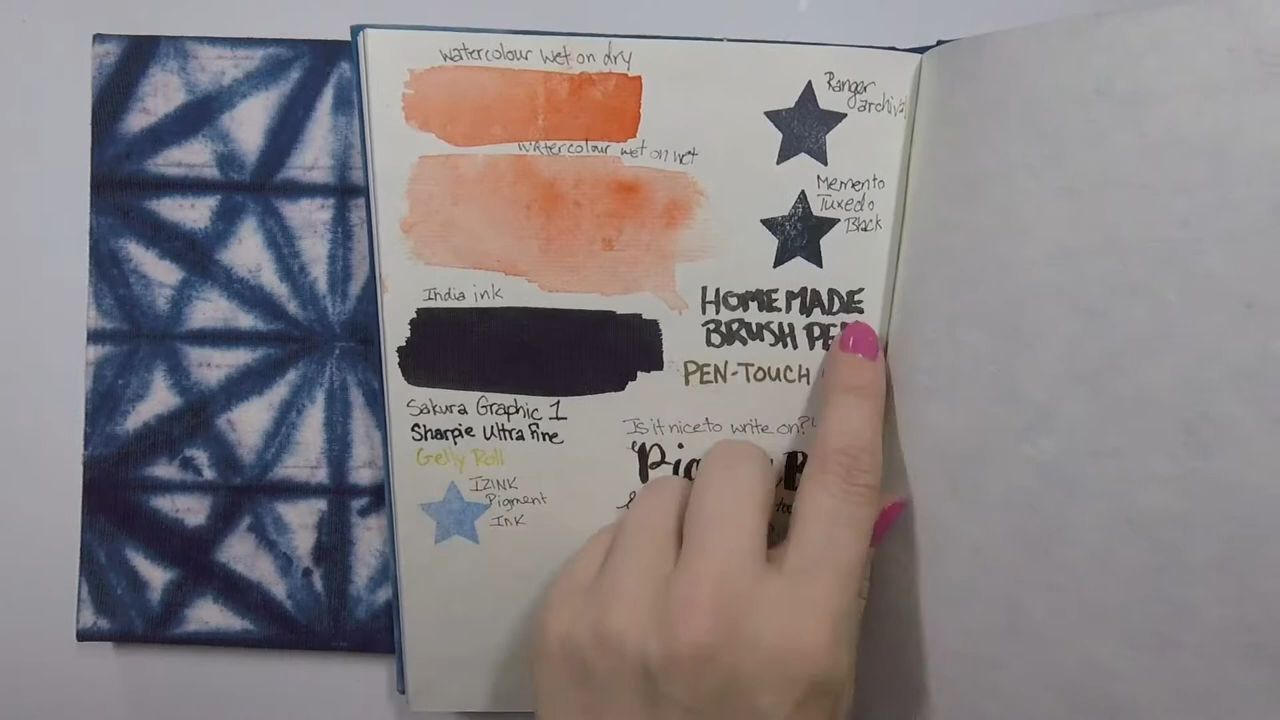 watercolour wet on dry
watercolour wet on wet
India ink
Sakura Graphic 1
Sharpie Ultra Fine
Gelly Roll
IZINK
Pigment
Ink
Ranger
archival
Memento
Tuxedo
Black
HOMEMADE
BRUSH
PEN-TOUCH
Is it nice to write on?